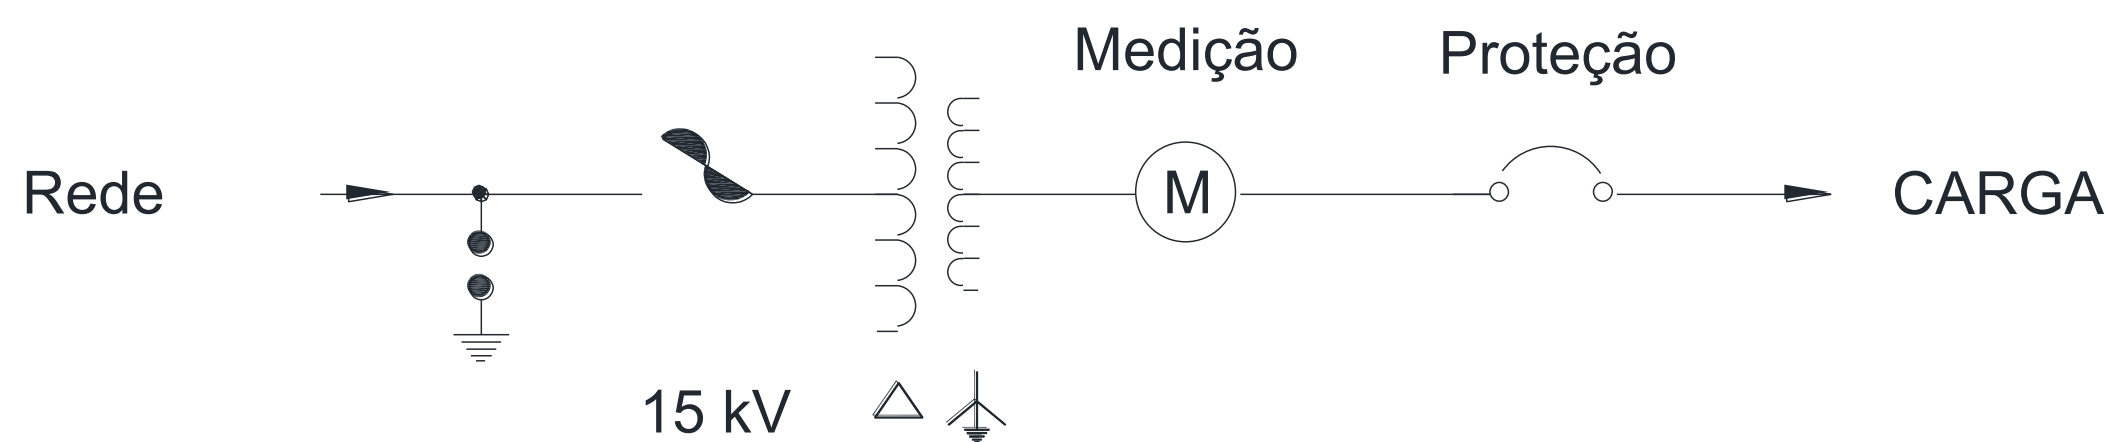 Medição
Proteção
Rede
M
CARGA
15 kV